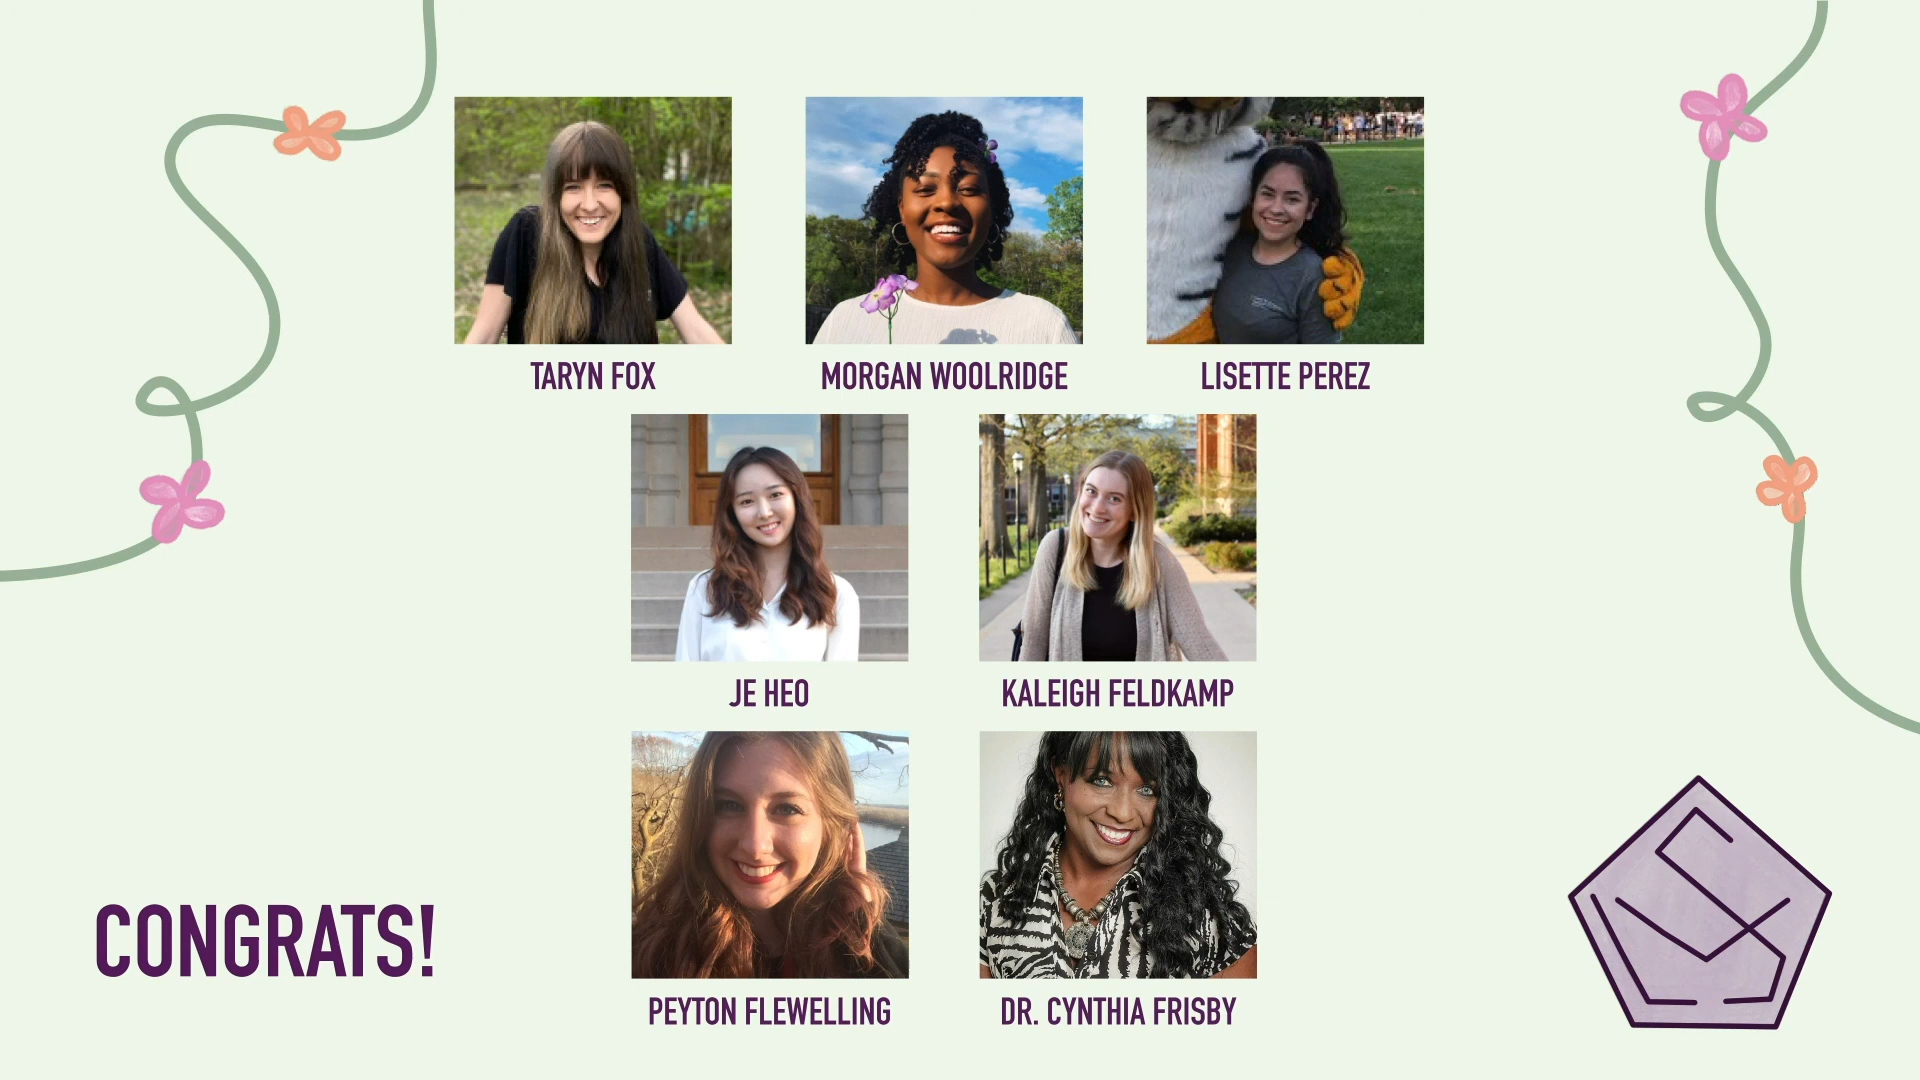 TARYN FOX
MORGAN WOOLRIDGE
LISETTE PEREZ
JE HEO
KALEIGH FELDKAMP
PEYTON FLEWELLING
DR. CYNTHIA FRISBY
CONGRATS!